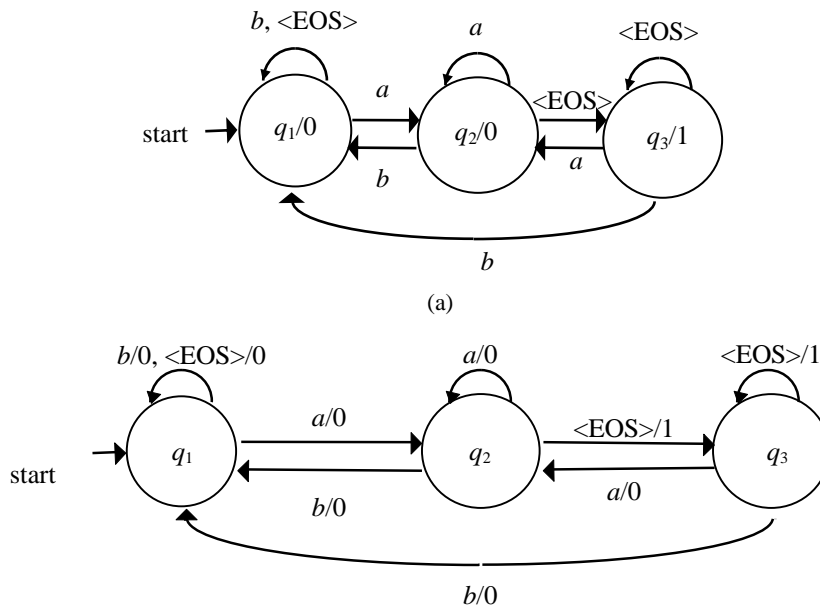 b, <EOS>
a
<EOS>
a
<EOS>
start
q1/0
q2/0
q3/1
b
a
b
(a)
b/0, <EOS>/0
a/0
<EOS>/1
a/0
<EOS>/1
start
q1
q2
q3
b/0
a/0
b/0